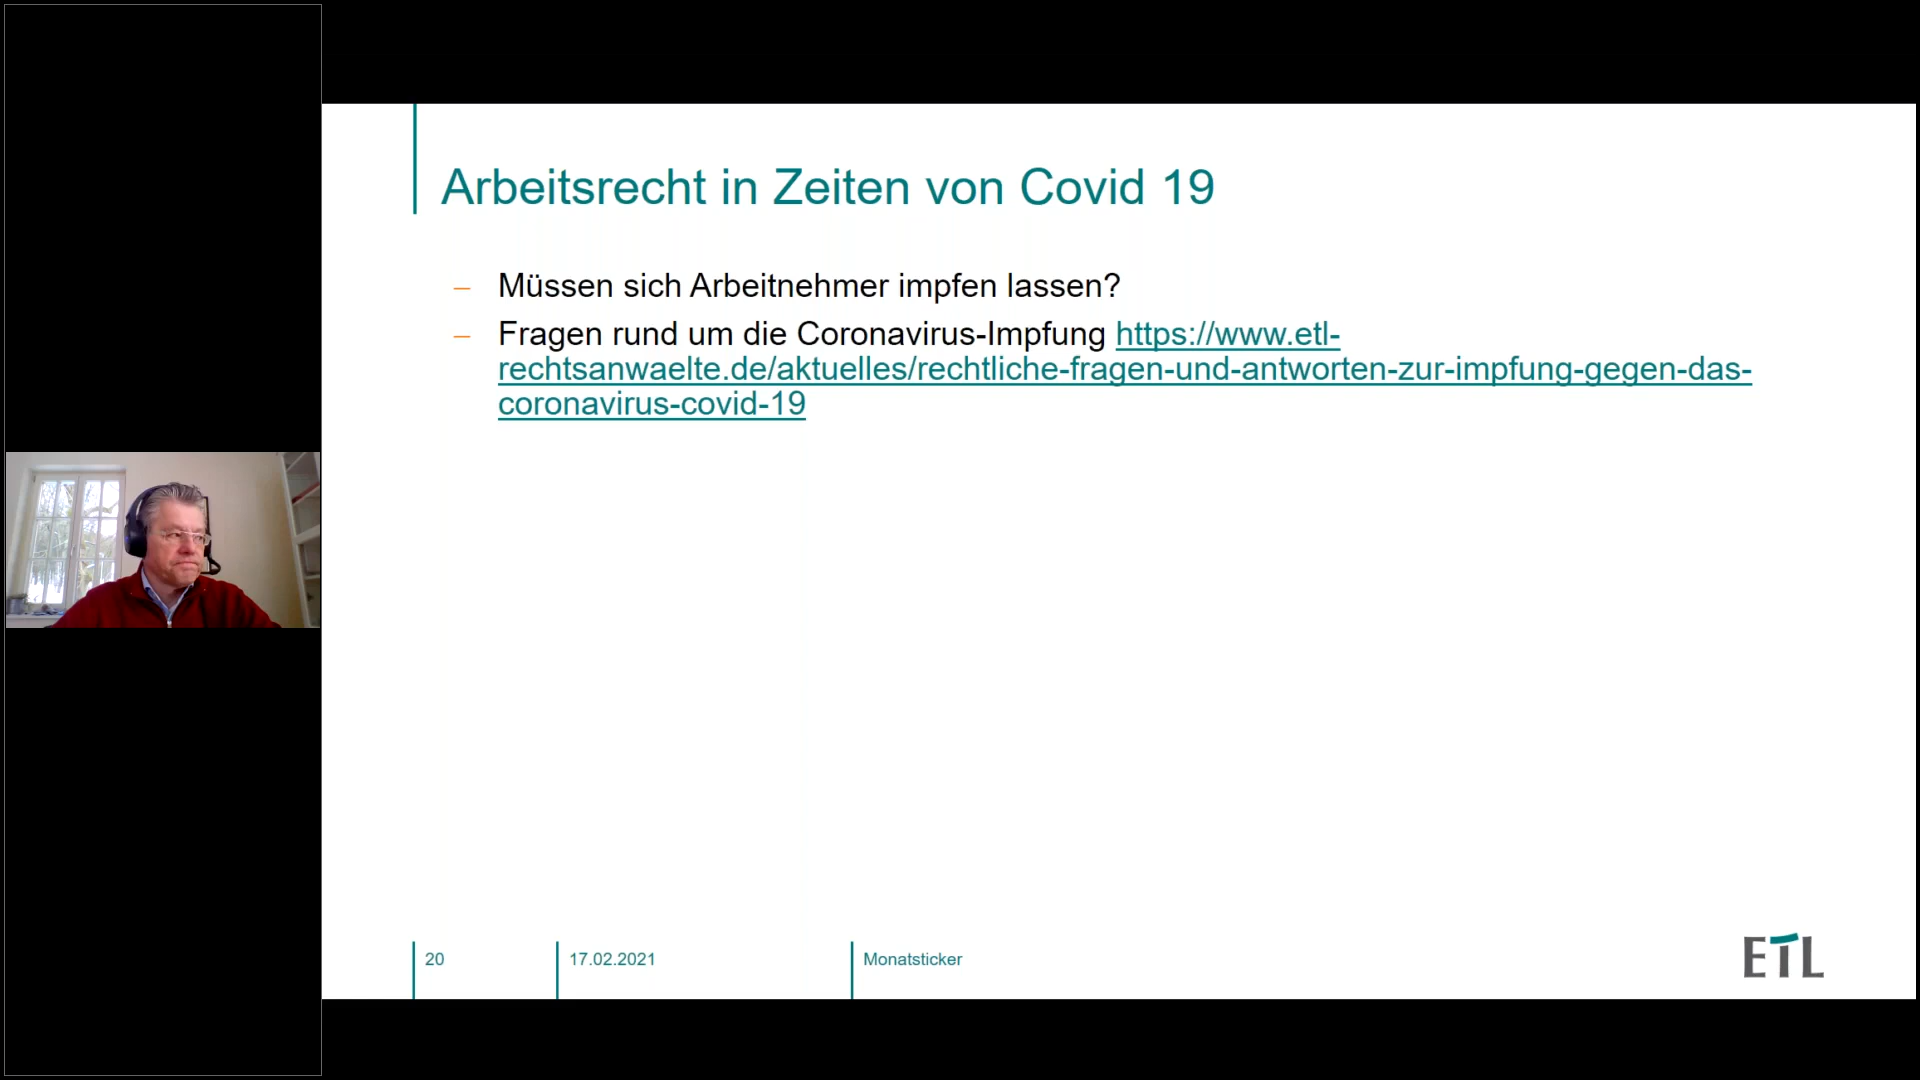 Arbeitsrecht in Zeiten von Covid 19
– Müssen sich Arbeitnehmer impfen lassen?
– Fragen rund um die Coronavirus-Impfung https://www.etl-
rechtsanwaelte.de/aktuelles/rechtliche-fragen-und-antworten-zur-impfung-gegen-das-
coronavirus-covid-19
20
17.02.2021
Monatsticker
ETL